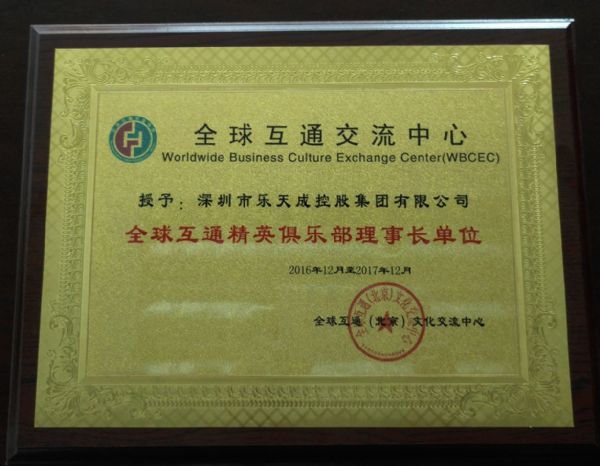 全球互通交流中心
Worldwide Business Culture Exchange Center(WBCEC)
授予：深圳市乐天成控股集团有限公司
全球互通精英俱乐部理事长单位
2016年12月至2017年12月
全球互通（北京）文化交流中心